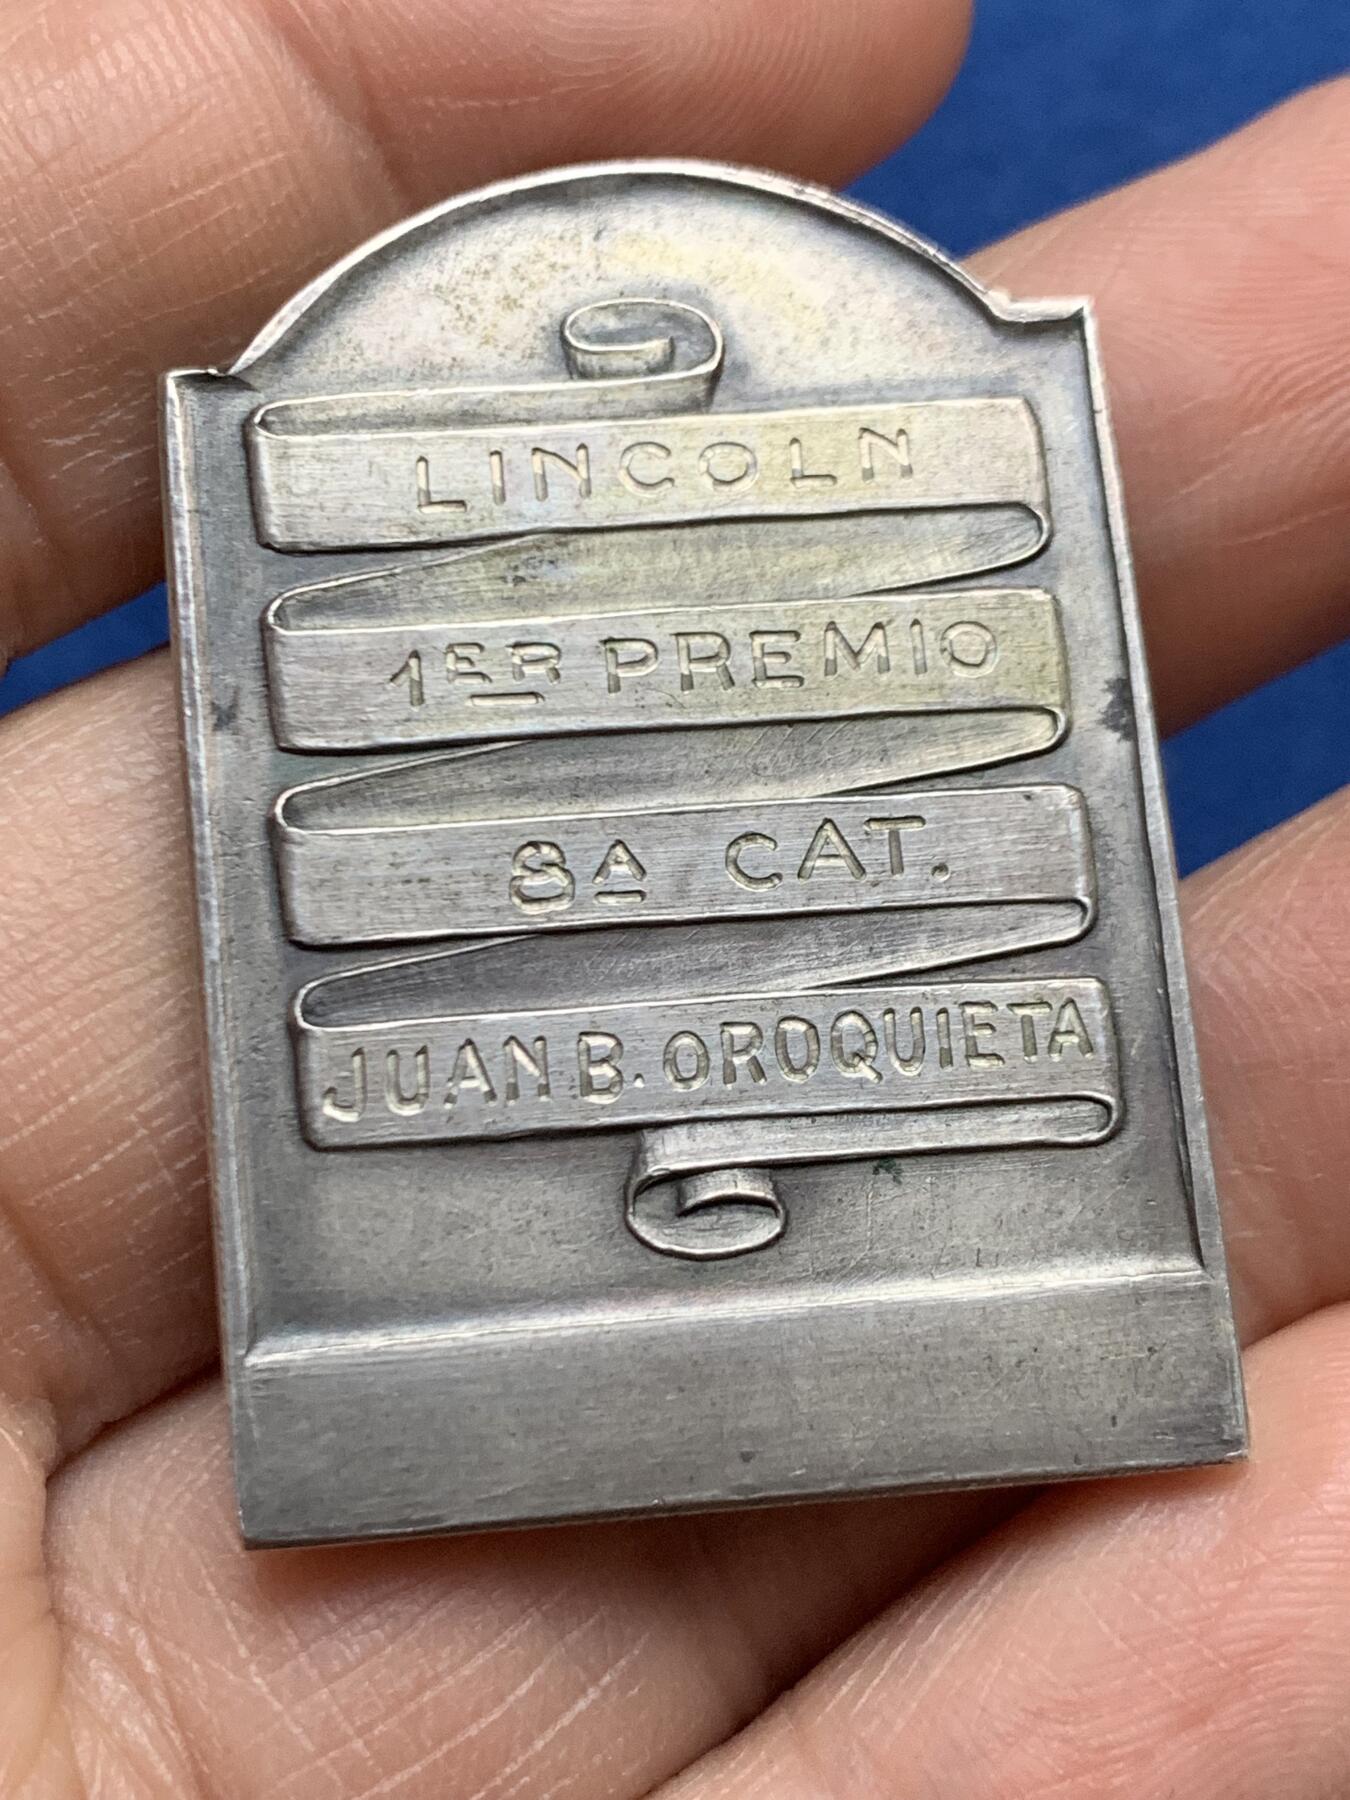 LINCOLN
1ER PREMIO
8A CAT.
JUAN B. OROQUIETA